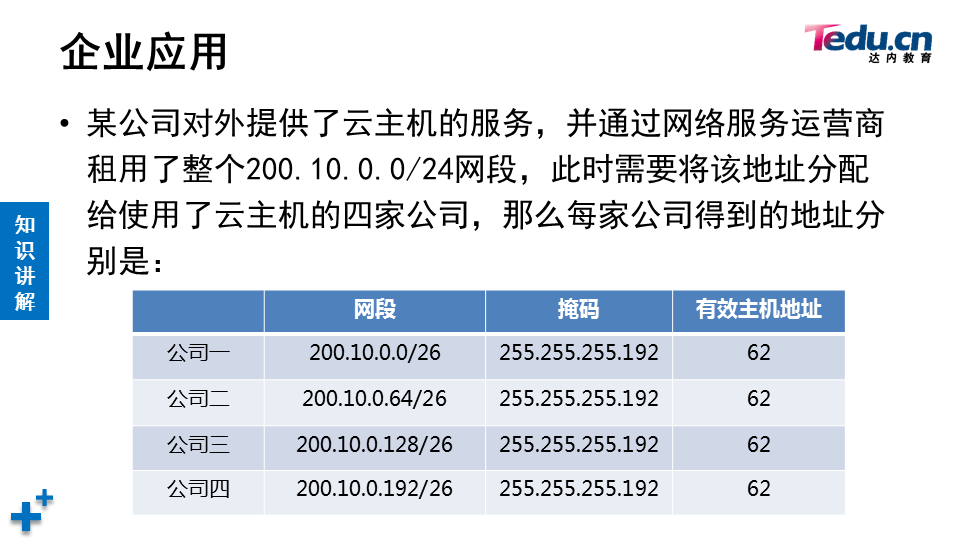 企业应用
Tedu.cn
达内教育
• 某公司对外提供了云主机的服务，并通过网络服务运营商
租用了整个200.10.0.0/24网段，此时需要将该地址分配
给使用了云主机的四家公司，那么每家公司得到的地址分
别是：
知
识
讲
解
网段 掩码 有效主机地址
公司一 200.10.0.0/26 255.255.255.192 62
公司二 200.10.0.64/26 255.255.255.192 62
公司三 200.10.0.128/26 255.255.255.192 62
公司四 200.10.0.192/26 255.255.255.192 62